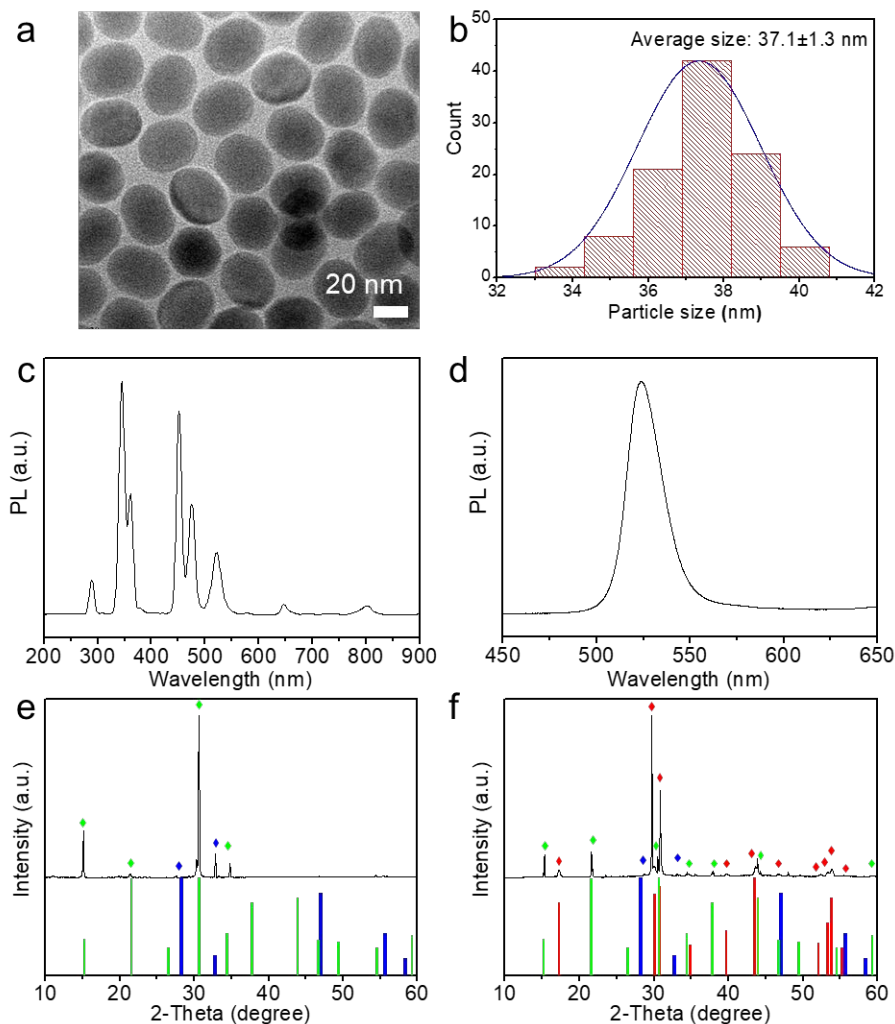 a
20 nm
b
Average size: 37.1±1.3 nm
Count
50
40
30
20
10
0
32 34 36 38 40 42
Particle size (nm)
c
PL (a.u.)
200 300 400 500 600 700 800 900
Wavelength (nm)
d
PL (a.u.)
450 500 550 600 650
Wavelength (nm)
e
Intensity (a.u.)
10 20 30 40 50 60
2-Theta (degree)
f
Intensity (a.u.)
10 20 30 40 50 60
2-Theta (degree)